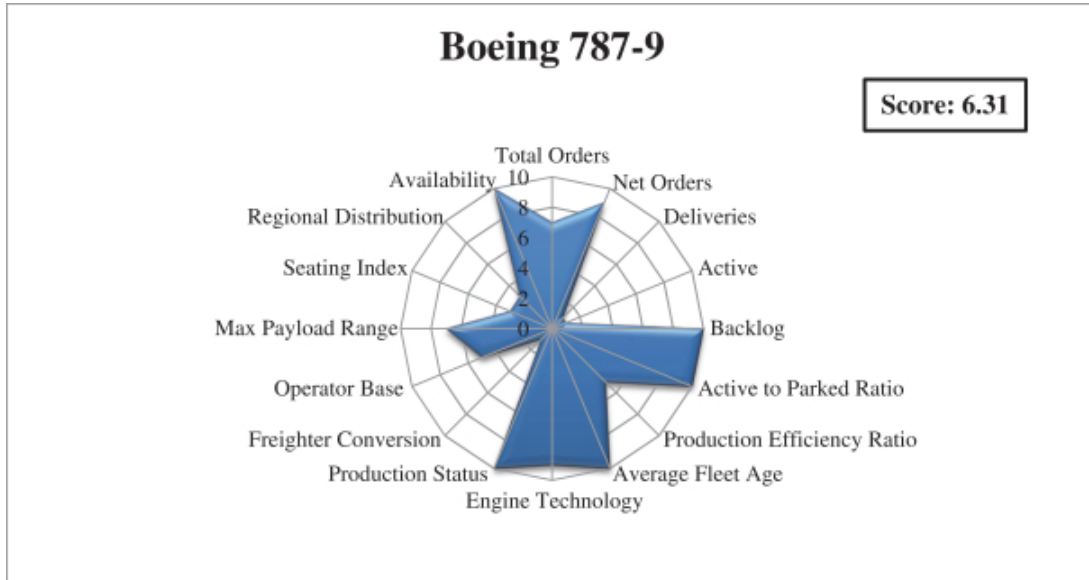 Boeing 787-9
Score: 6.31
Total Orders
Net Orders
Deliveries
Active
Backlog
Active to Parked Ratio
Production Efficiency Ratio
Average Fleet Age
Engine Technology
Production Status
Freighter Conversion
Operator Base
Max Payload Range
Seating Index
Regional Distribution
Availability
10
8
6
4
2
0